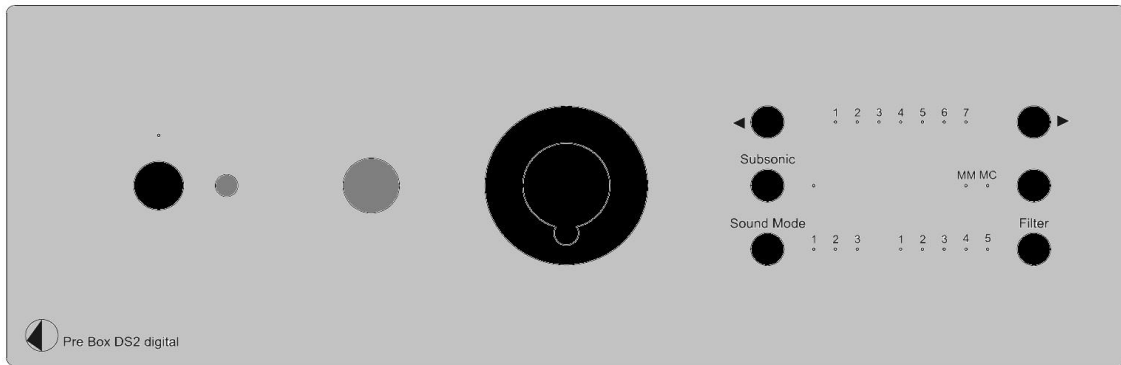 ◀ 1 2 3 4 5 6 7 ▶
Subsonic
MM MC
Sound Mode
Filter
1 2 3 1 2 3 4 5
Pre Box DS2 digital